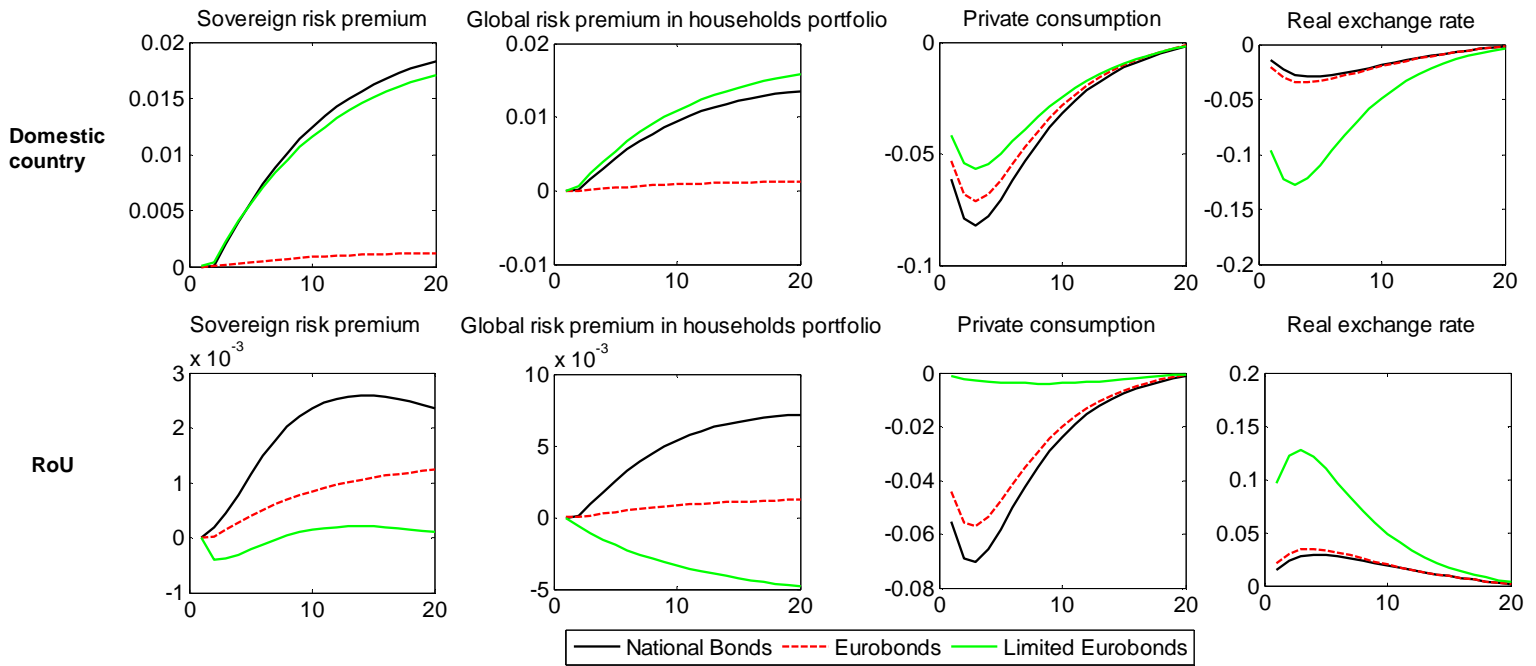 Sovereign risk premium
Global risk premium in households portfolio
Private consumption
Real exchange rate
Domestic
country
0.02
0.015
0.01
0.005
0
0 10 20
0.02
0.01
0
-0.01
0 10 20
0
-0.05
-0.1
0 10 20
0
-0.05
-0.1
-0.15
-0.2
0 10 20
Sovereign risk premium
Global risk premium in households portfolio
Private consumption
Real exchange rate
RoU
x 10-3
3
2
1
0
-1
0 10 20
x 10-3
10
5
0
-5
0 10 20
0
-0.02
-0.04
-0.06
-0.08
0 10 20
0.2
0.15
0.1
0.05
0
0 10 20
National Bonds Eurobonds Limited Eurobonds